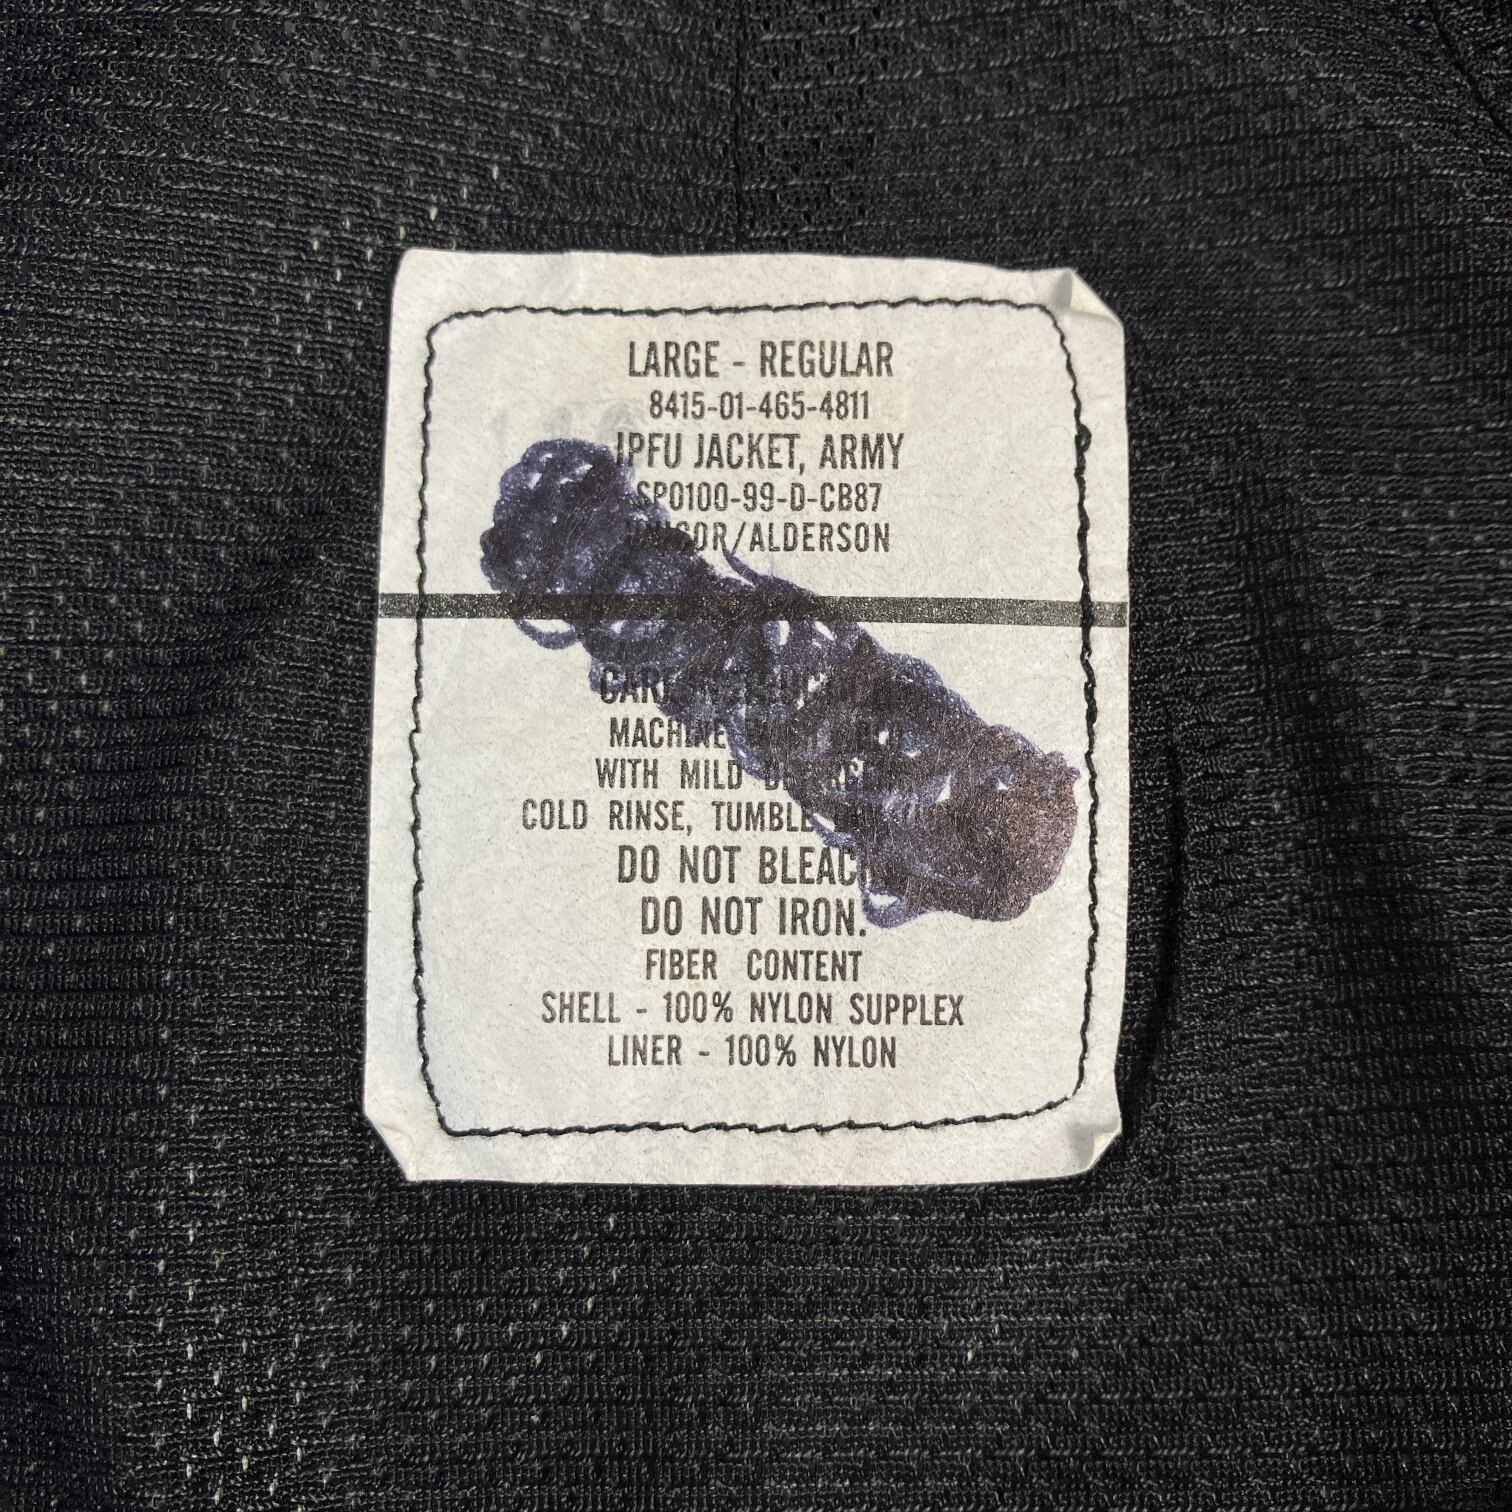 LARGE - REGULAR
8415-01-465-4811
IPFU JACKET, ARMY
SP0100-99-D-CB87
/ALDERSON
CARE
MACHINE
WITH MILD
COLD RINSE, TUMBLE
DO NOT BLEACH
DO NOT IRON.
FIBER CONTENT
SHELL - 100% NYLON SUPPLEX
LINER - 100% NYLON